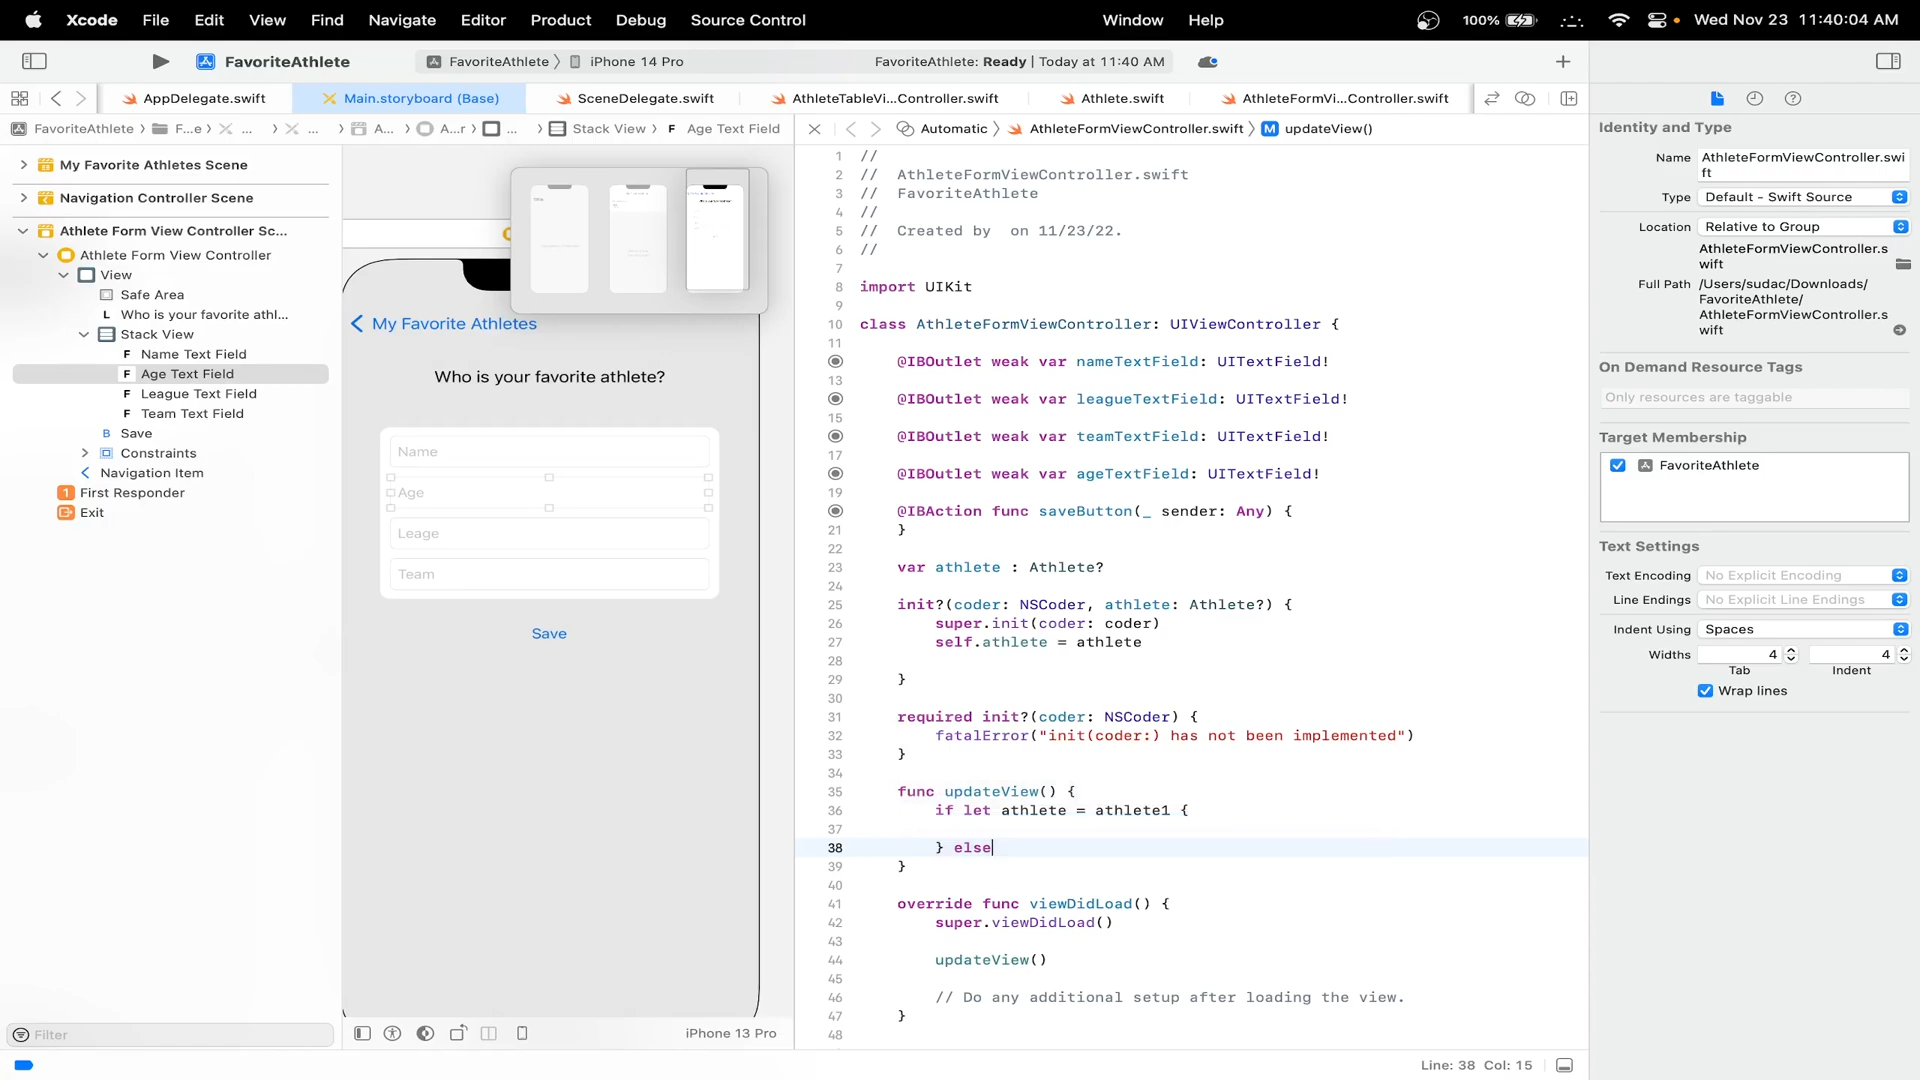 Xcode File Edit View Find Navigate Editor Product Debug Source Control Window Help 100% Wed Nov 23 11:40:04 AM
FavoriteAthlete FavoriteAthlete iPhone 14 Pro FavoriteAthlete: Ready | Today at 11:40 AM
AppDelegate.swift Main.storyboard (Base) SceneDelegate.swift AthleteTableVi...Controller.swift Athlete.swift AthleteFormVi...Controller.swift
FavoriteAthlete F...e ... ... A... A...r ... Stack View F Age Text Field Automatic AthleteFormViewController.swift M updateView()
My Favorite Athletes Scene
Navigation Controller Scene
Athlete Form View Controller Sc...
Athlete Form View Controller
View
Safe Area
L Who is your favorite athl...
Stack View
F Name Text Field
F Age Text Field
F League Text Field
F Team Text Field
B Save
Constraints
Navigation Item
1 First Responder
Exit
Filter
My Favorite Athletes
Who is your favorite athlete?
Name
Age
Leage
Team
Save
iPhone 13 Pro
1 //
2 //  AthleteFormViewController.swift
3 //  FavoriteAthlete
4 //
5 //  Created by  on 11/23/22.
6 //
7
8 import UIKit
9
10 class AthleteFormViewController: UIViewController {
11
@IBOutlet weak var nameTextField: UITextField!
13
@IBOutlet weak var leagueTextField: UITextField!
15
@IBOutlet weak var teamTextField: UITextField!
17
@IBOutlet weak var ageTextField: UITextField!
19
@IBAction func saveButton(_ sender: Any) {
21 }
22
23 var athlete : Athlete?
24
25 init?(coder: NSCoder, athlete: Athlete?) {
26 super.init(coder: coder)
27 self.athlete = athlete
28
29 }
30
31 required init?(coder: NSCoder) {
32 fatalError("init(coder:) has not been implemented")
33 }
34
35 func updateView() {
36 if let athlete = athlete1 {
37
38 } else
39 }
40
41 override func viewDidLoad() {
42 super.viewDidLoad()
43
44 updateView()
45
46 // Do any additional setup after loading the view.
47 }
48
Line: 38 Col: 15
Identity and Type
Name AthleteFormViewController.swi
ft
Type Default - Swift Source
Location Relative to Group
AthleteFormViewController.s
wift
Full Path /Users/sudac/Downloads/
FavoriteAthlete/
AthleteFormViewController.s
wift
On Demand Resource Tags
Only resources are taggable
Target Membership
FavoriteAthlete
Text Settings
Text Encoding No Explicit Encoding
Line Endings No Explicit Line Endings
Indent Using Spaces
Widths 4 4
Tab Indent
Wrap lines